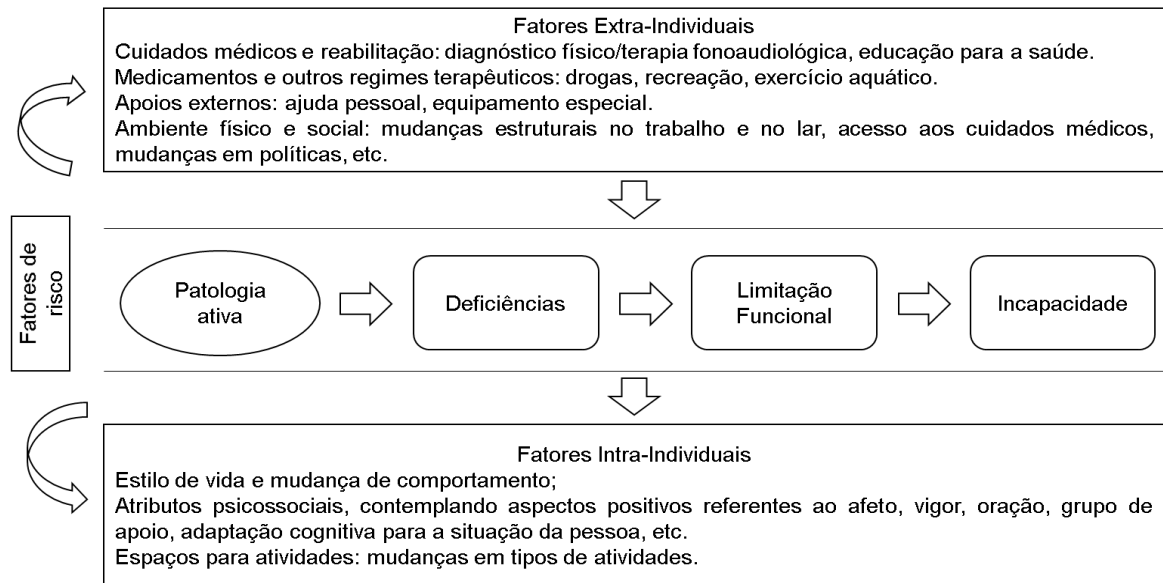 Fatores Extra-Individuais
Cuidados médicos e reabilitação: diagnóstico físico/terapia fonoaudiológica, educação para a saúde.
Medicamentos e outros regimes terapêuticos: drogas, recreação, exercício aquático.
Apoios externos: ajuda pessoal, equipamento especial.
Ambiente físico e social: mudanças estruturais no trabalho e no lar, acesso aos cuidados médicos,
mudanças em políticas, etc.
Fatores de
risco
Patologia
ativa
Deficiências
Limitação
Funcional
Incapacidade
Fatores Intra-Individuais
Estilo de vida e mudança de comportamento;
Atributos psicossociais, contemplando aspectos positivos referentes ao afeto, vigor, oração, grupo de
apoio, adaptação cognitiva para a situação da pessoa, etc.
Espaços para atividades: mudanças em tipos de atividades.